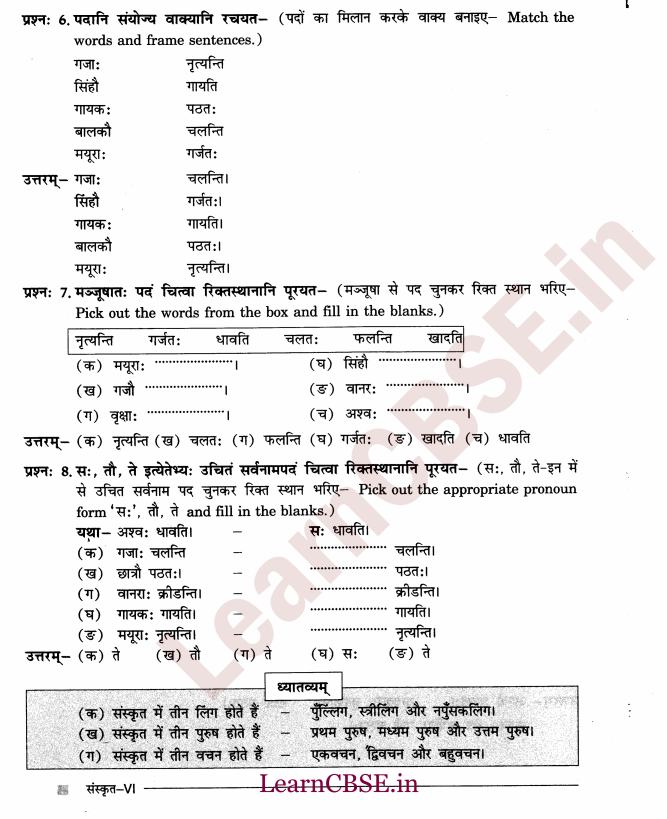 प्रश्न: 6. पदानि संयोज्य वाक्यानि रचयत– (पदों का मिलान करके वाक्य बनाइए– Match the
words and frame sentences.)
गजा: नृत्यन्ति
सिंहौ गायति
गायक: पठत:
बालकौ चलन्ति
मयूरा: गर्जत:
उत्तरम्– गजा: चलन्ति।
सिंहौ गर्जत:।
गायक: गायति।
बालकौ पठत:।
मयूरा: नृत्यन्ति।
प्रश्न: 7. मञ्जूषात: पदं चित्वा रिक्तस्थानानि पूरयत– (मञ्जूषा से पद चुनकर रिक्त स्थान भरिए–
Pick out the words from the box and fill in the blanks.)
नृत्यन्ति गर्जत: धावति चलत: फलन्ति खादति
(क) मयूरा: ......................। (घ) सिंहौ ......................।
(ख) गजौ ......................। (ङ) वानर: ......................।
(ग) वृक्षा: ......................। (च) अश्व: ......................।
उत्तरम्– (क) नृत्यन्ति (ख) चलत: (ग) फलन्ति (घ) गर्जत: (ङ) खादति (च) धावति
प्रश्न: 8. स:, तौ, ते इत्येतेभ्य: उचितं सर्वनामपदं चित्वा रिक्तस्थानानि पूरयत– (स:, तौ, ते-इन में
से उचित सर्वनाम पद चुनकर रिक्त स्थान भरिए– Pick out the appropriate pronoun
form ‘स:’, तौ, ते and fill in the blanks.)
यथा– अश्व: धावति। – स: धावति।
(क) गजा: चलन्ति – ...................... चलन्ति।
(ख) छात्रौ पठत:। – ...................... पठत:।
(ग) वानरा: क्रीडन्ति। – ...................... क्रीडन्ति।
(घ) गायक: गायति। – ...................... गायति।
(ङ) मयूरा: नृत्यन्ति। – ...................... नृत्यन्ति।
उत्तरम्– (क) ते (ख) तौ (ग) ते (घ) स: (ङ) ते
ध्यातव्यम्
(क) संस्कृत में तीन लिंग होते हैं – पुँल्लिंग, स्त्रीलिंग और नपुँसकलिंग।
(ख) संस्कृत में तीन पुरुष होते हैं – प्रथम पुरुष, मध्यम पुरुष और उत्तम पुरुष।
(ग) संस्कृत में तीन वचन होते हैं – एकवचन, द्विवचन और बहुवचन।
संस्कृत–VI
LearnCBSE.in
LearnCBSE.in